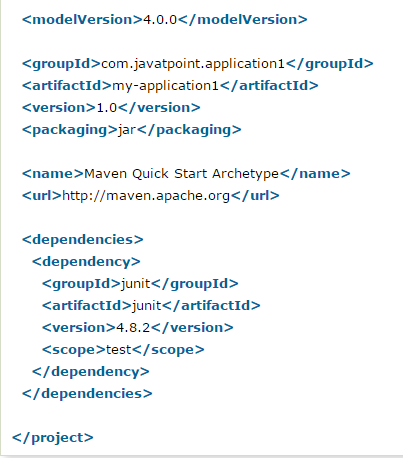 <modelVersion>4.0.0</modelVersion>
<groupId>com.javatpoint.application1</groupId>
<artifactId>my-application1</artifactId>
<version>1.0</version>
<packaging>jar</packaging>
<name>Maven Quick Start Archetype</name>
<url>http://maven.apache.org</url>
<dependencies>
<dependency>
<groupId>junit</groupId>
<artifactId>junit</artifactId>
<version>4.8.2</version>
<scope>test</scope>
</dependency>
</dependencies>
</project>